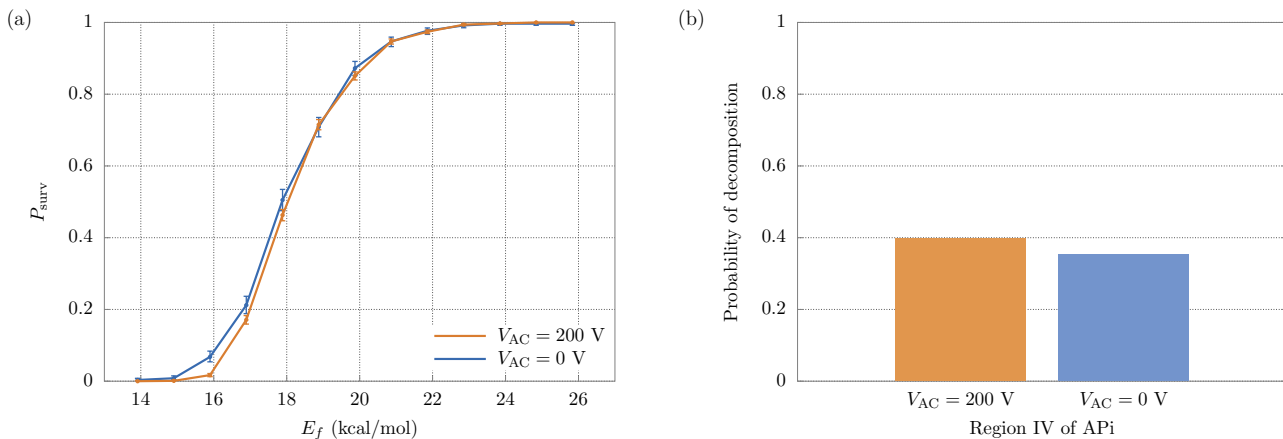 (a)
1
0.8
0.6
0.4
0.2
0
P_surv
14 16 18 20 22 24 26
E_f (kcal/mol)
V_AC = 200 V
V_AC = 0 V
(b)
1
0.8
0.6
0.4
0.2
0
Probability of decomposition
V_AC = 200 V V_AC = 0 V
Region IV of APi